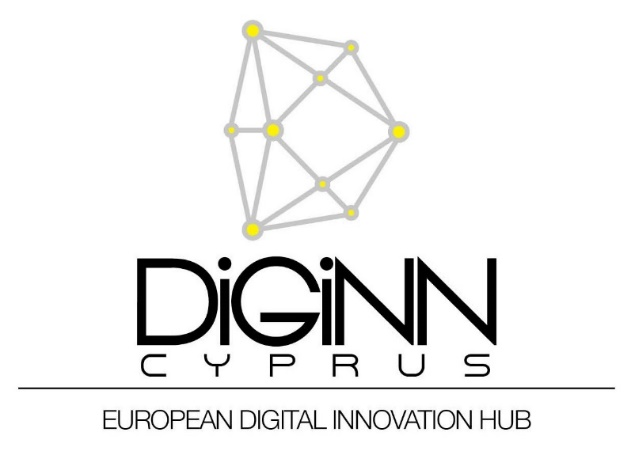 DiGiNN
CYPRUS
EUROPEAN DIGITAL INNOVATION HUB